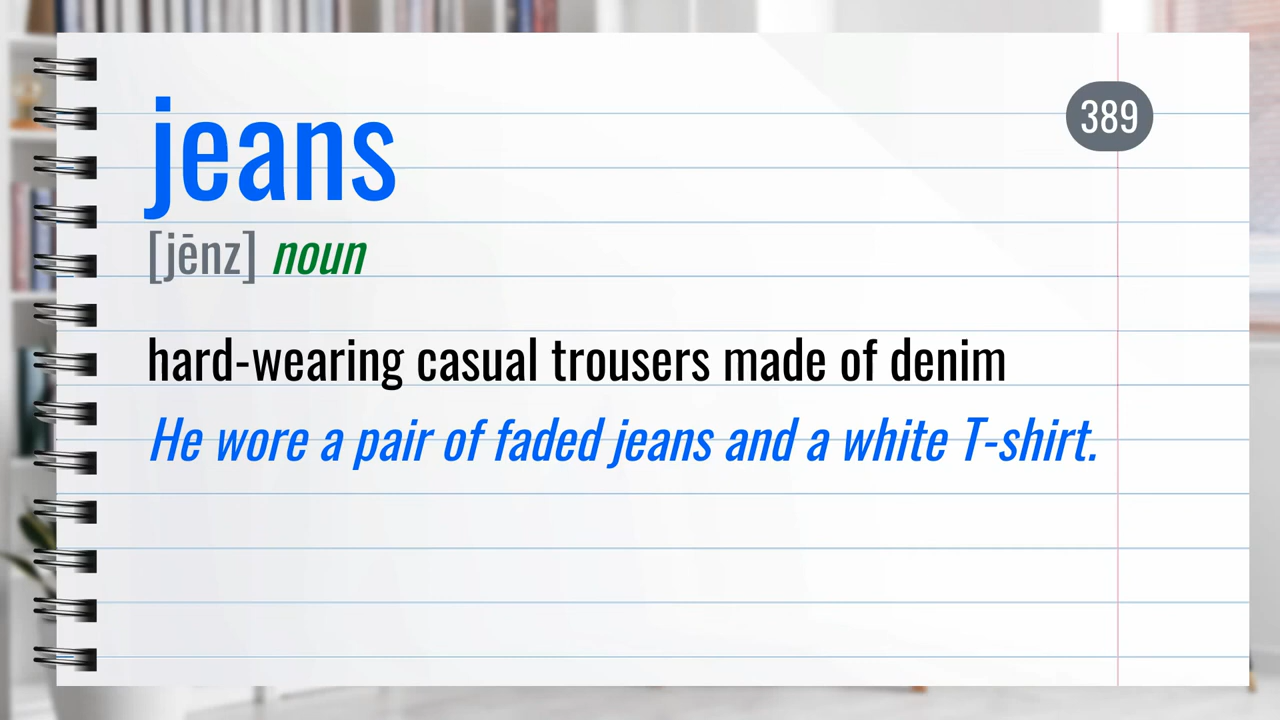 jeans
389
[jēnz] noun
hard-wearing casual trousers made of denim
He wore a pair of faded jeans and a white T-shirt.